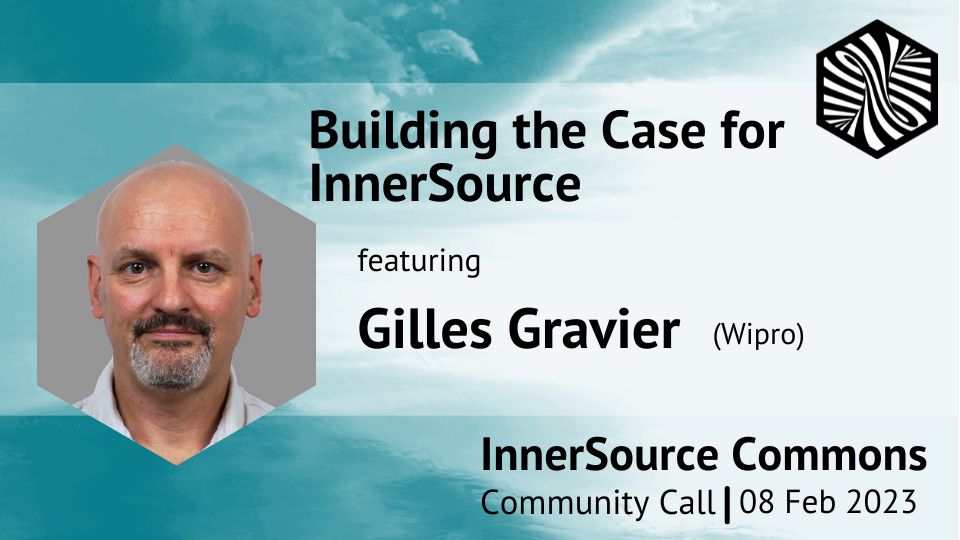 Building the Case for
InnerSource
featuring
Gilles Gravier (Wipro)
InnerSource Commons
Community Call | 08 Feb 2023